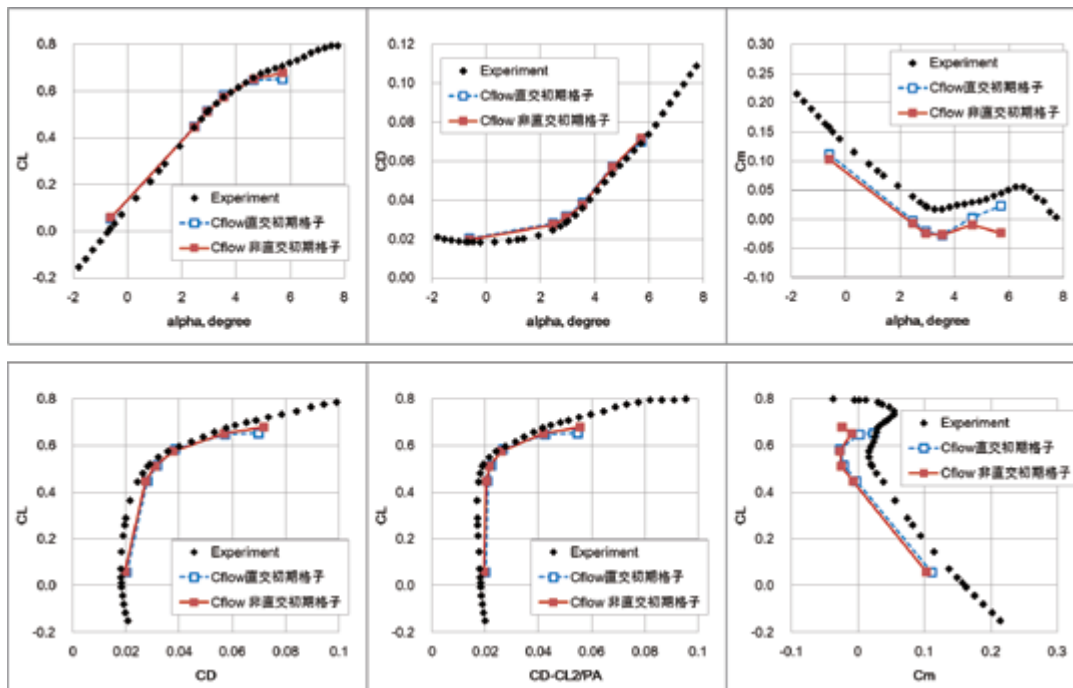 0.8
0.6
0.4
0.2
0.0
-0.2
CL
-2
0
2
4
6
8
alpha, degree
Experiment
Cflow直交初期格子
Cflow 非直交初期格子
0.12
0.10
0.08
0.06
0.04
0.02
0.00
CD
-2
0
2
4
6
8
alpha, degree
Experiment
Cflow直交初期格子
Cflow 非直交初期格子
0.30
0.25
0.20
0.15
0.10
0.05
0.00
-0.05
-0.10
Cm
-2
0
2
4
6
8
alpha, degree
Experiment
Cflow直交初期格子
Cflow 非直交初期格子
0.8
0.6
0.4
0.2
0.0
-0.2
CL
0
0.02
0.04
0.06
0.08
0.1
CD
Experiment
Cflow直交初期格子
Cflow 非直交初期格子
0.8
0.6
0.4
0.2
0.0
-0.2
CL
0
0.02
0.04
0.06
0.08
0.1
CD-CL2/PA
Experiment
Cflow直交初期格子
Cflow 非直交初期格子
0.8
0.6
0.4
0.2
0.0
-0.2
CL
-0.1
0
0.1
0.2
0.3
Cm
Experiment
Cflow直交初期格子
Cflow 非直交初期格子